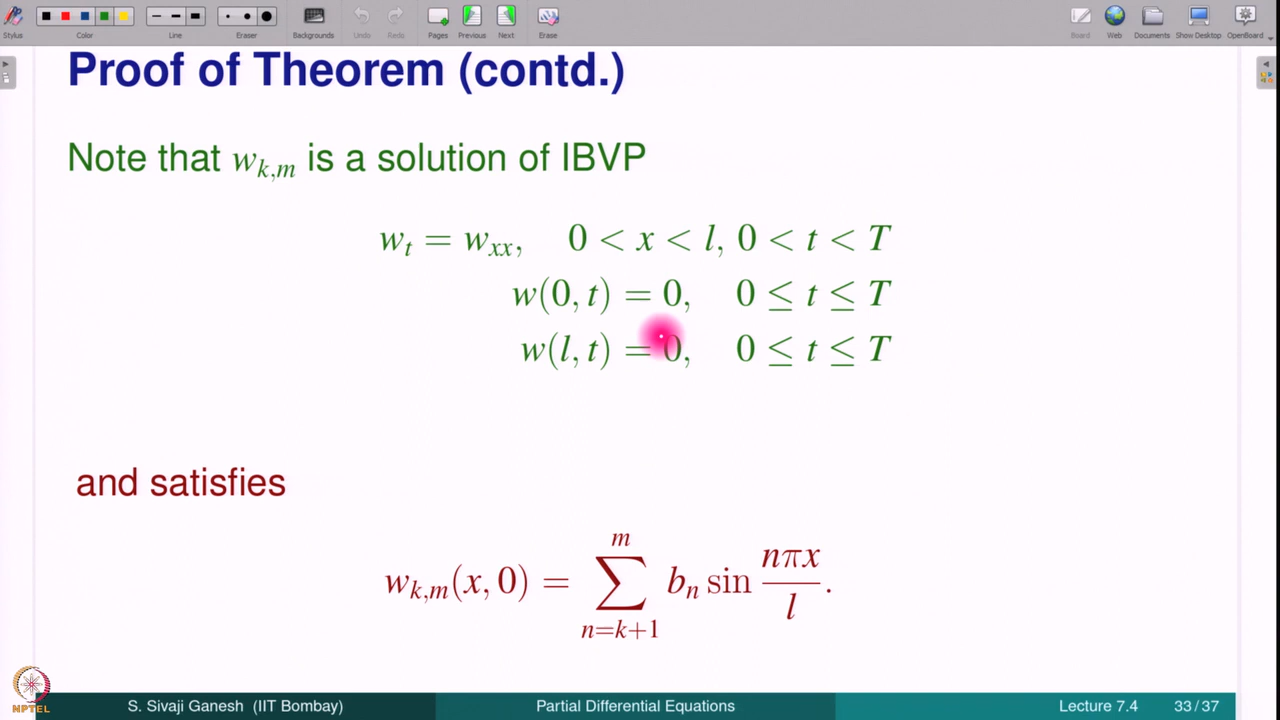 Stylus Color Line Eraser Backgrounds Undo Redo Pages Previous Next Erase Board Web Documents Show Desktop OpenBoard
Proof of Theorem (contd.)
Note that w_{k,m} is a solution of IBVP
w_t = w_{xx}, 0 < x < l, 0 < t < T
w(0, t) = 0, 0 ≤ t ≤ T
w(l, t) = 0, 0 ≤ t ≤ T
and satisfies
w_{k,m}(x, 0) = \sum_{n=k+1}^{m} b_n \sin \frac{nπx}{l}.
NPTEL
S. Sivaji Ganesh (IIT Bombay) Partial Differential Equations Lecture 7.4 33/37